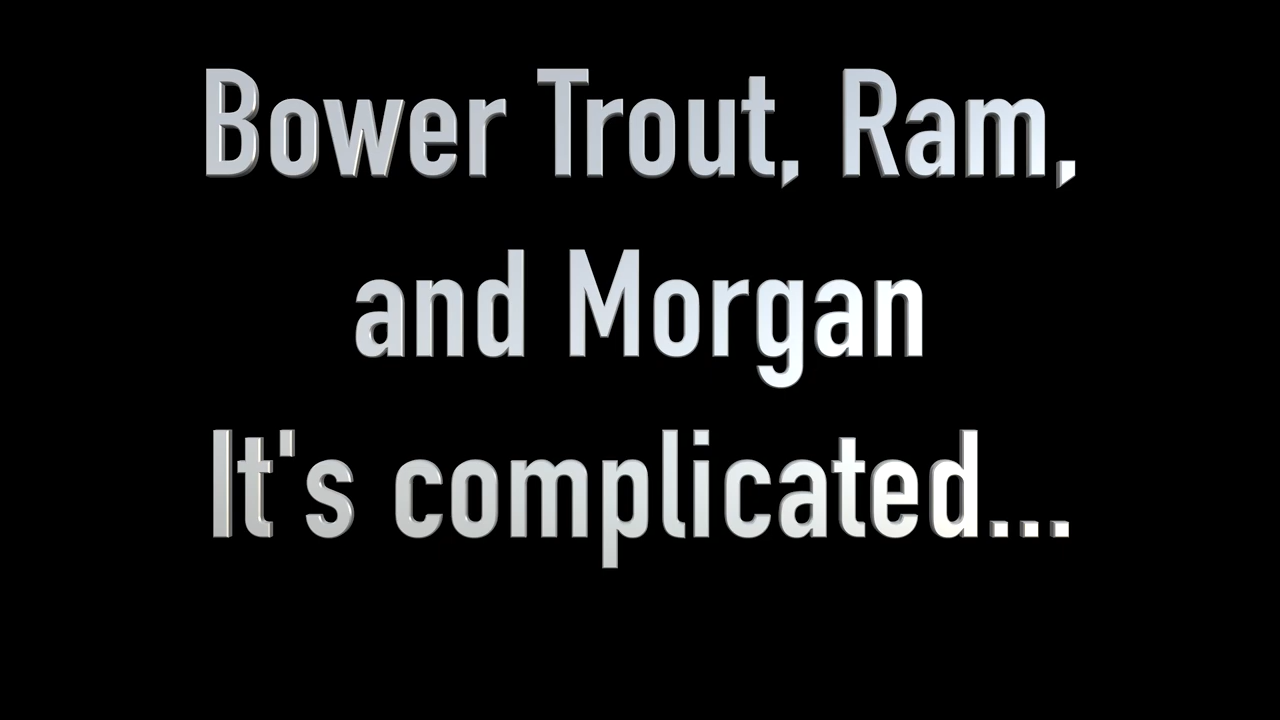 Bower Trout, Ram,
and Morgan
It's complicated...